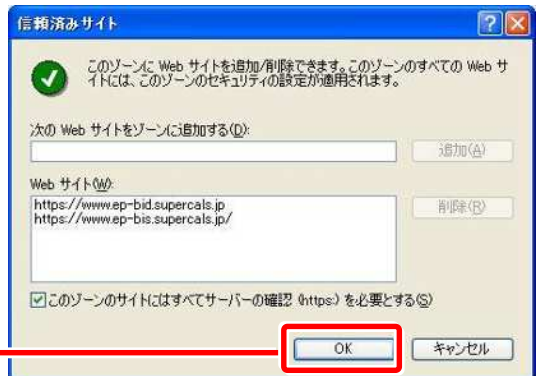 信頼済みサイト
このゾーンに Web サイトを追加/削除できます。このゾーンのすべての Web サ
イトには、このゾーンのセキュリティの設定が適用されます。
次の Web サイトをゾーンに追加する(D):
追加(A)
Web サイト(W):
https://www.ep-bid.supercals.jp
https://www.ep-bis.supercals.jp/
削除(R)
このゾーンのサイトにはすべてサーバーの確認 (https:) を必要とする(S)
OK
キャンセル